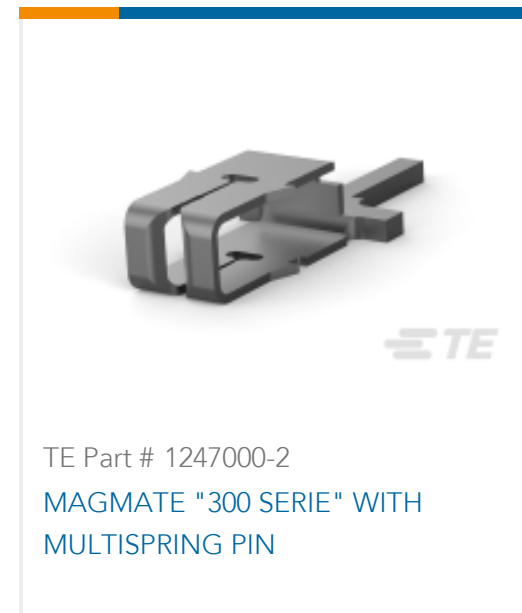 TE
TE Part # 1247000-2
MAGMATE "300 SERIE" WITH
MULTISPRING PIN